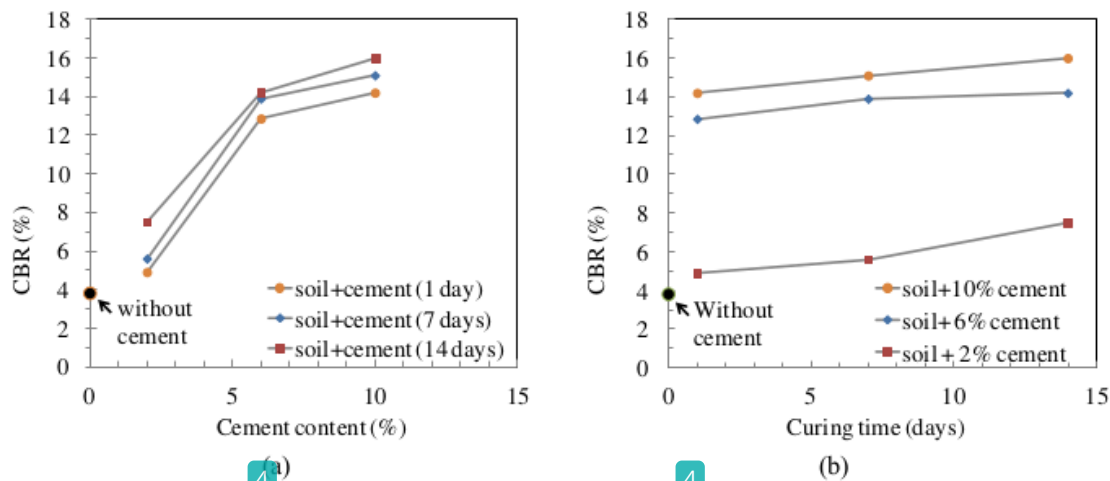 18
16
14
12
10
8
6
4
2
0
CBR (%)
without
cement
soil+cement (1 day)
soil+cement (7 days)
soil+cement (14 days)
0 5 10 15
Cement content (%)
(a)
4
18
16
14
12
10
8
6
4
2
0
CBR (%)
Without
cement
soil+10% cement
soil+6% cement
soil + 2% cement
0 5 10 15
Curing time (days)
(b)
4